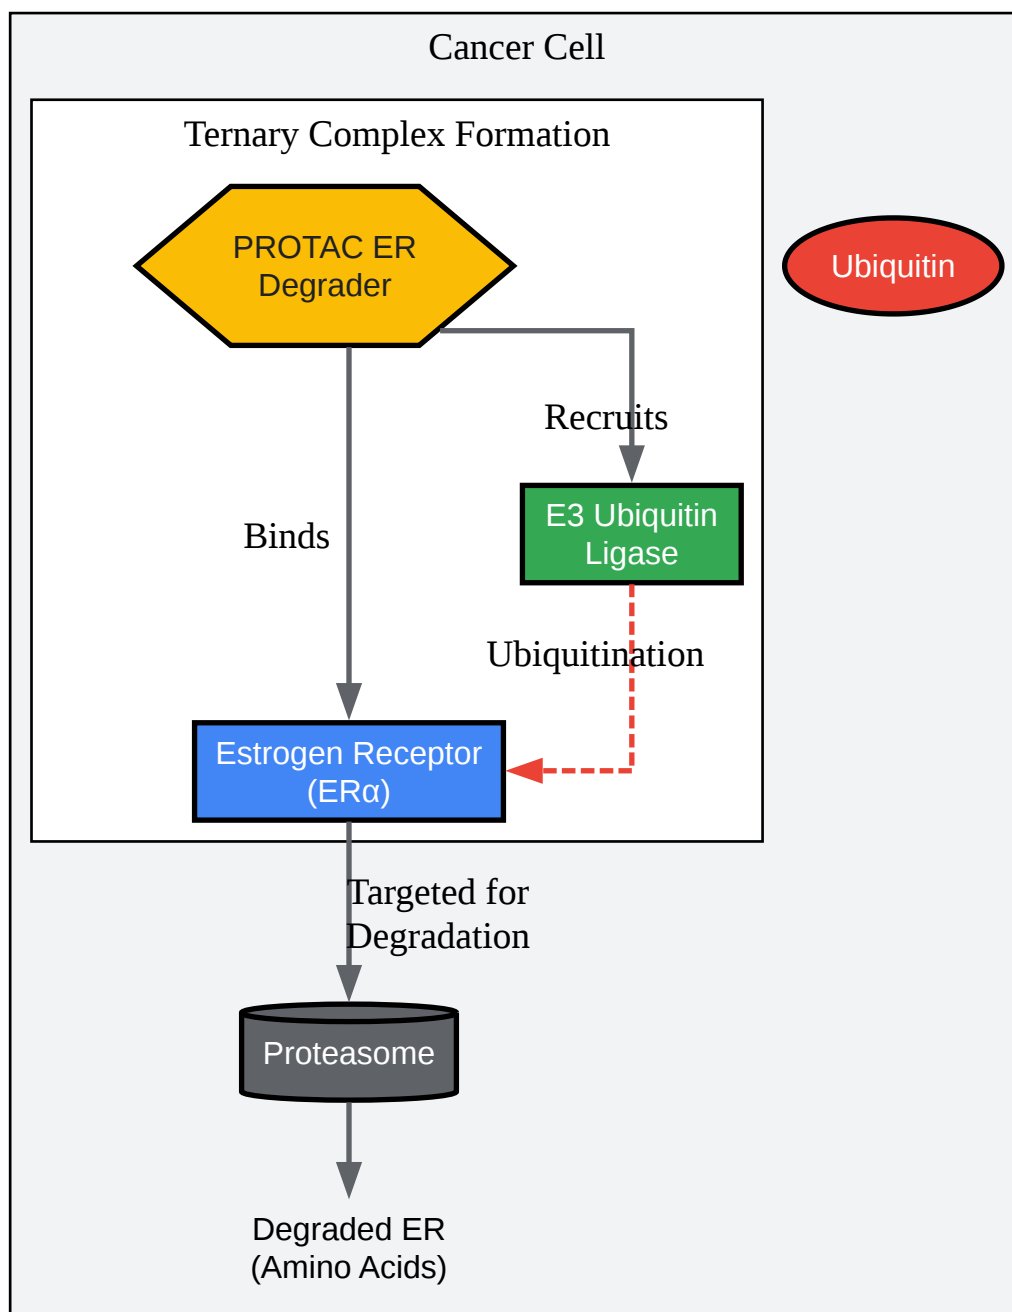 Cancer Cell
Ternary Complex Formation
PROTAC ER
Degrader
Ubiquitin
Recruits
E3 Ubiquitin
Ligase
Binds
Ubiquitination
Estrogen Receptor
(ERα)
Targeted for
Degradation
Proteasome
Degraded ER
(Amino Acids)